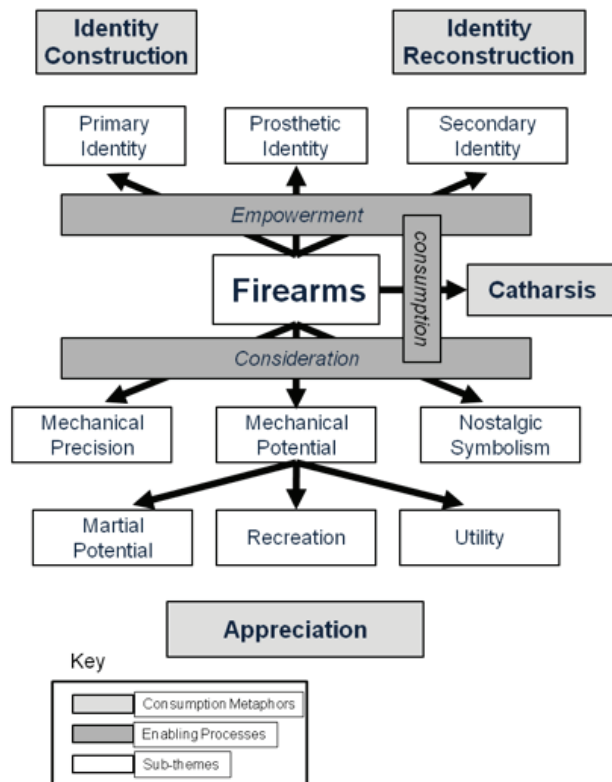 Identity
Construction
Identity
Reconstruction
Primary
Identity
Prosthetic
Identity
Secondary
Identity
Empowerment
consumption
Firearms
Catharsis
Consideration
Mechanical
Precision
Mechanical
Potential
Nostalgic
Symbolism
Martial
Potential
Recreation
Utility
Appreciation
Key
Consumption Metaphors
Enabling Processes
Sub-themes